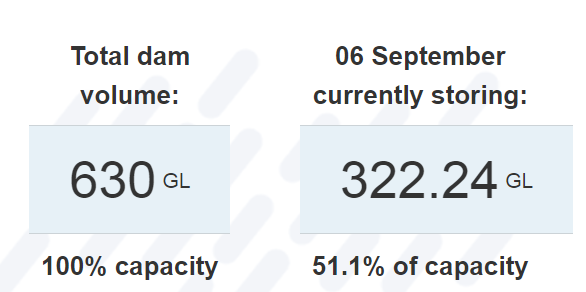 Total dam
volume:
630 GL
100% capacity
06 September
currently storing:
322.24 GL
51.1% of capacity